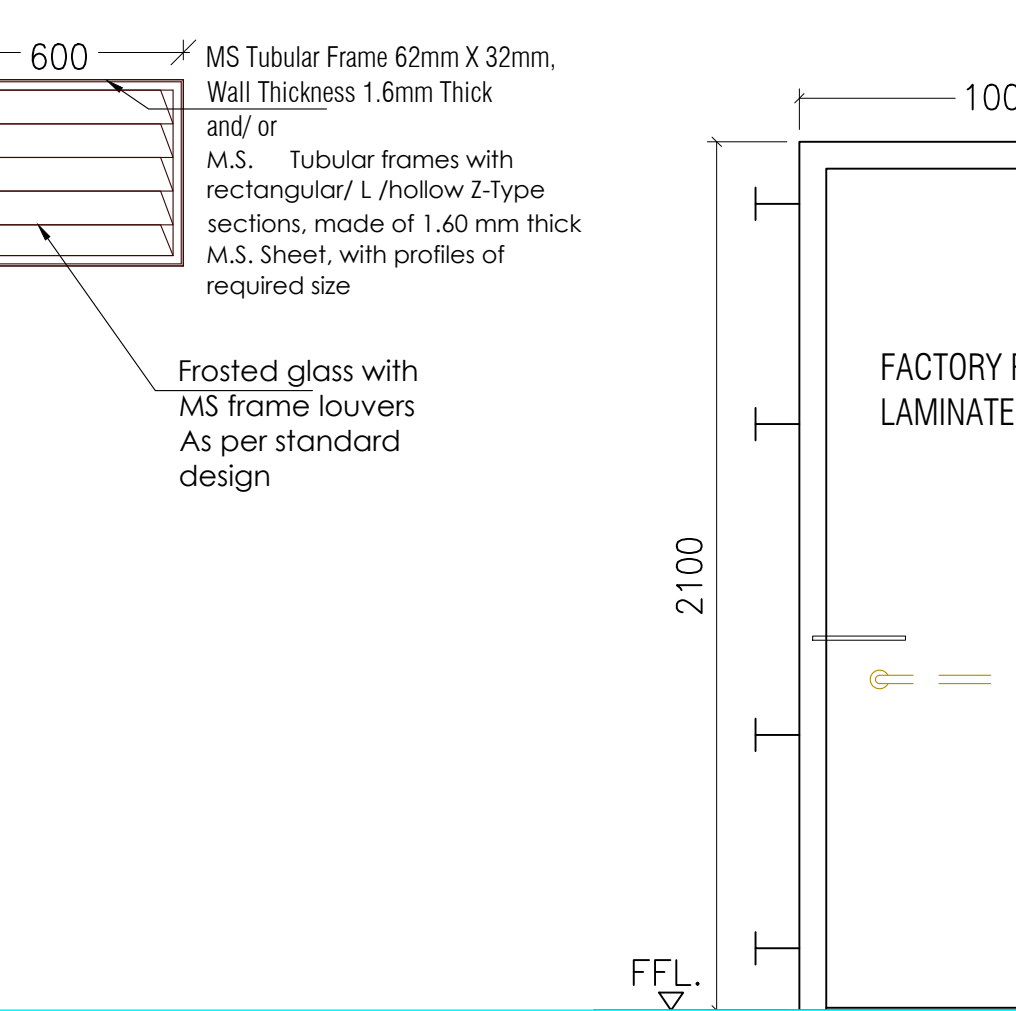 600
MS Tubular Frame 62mm X 32mm,
Wall Thickness 1.6mm Thick
and/ or
M.S. Tubular frames with
rectangular/ L /hollow Z-Type
sections, made of 1.60 mm thick
M.S. Sheet, with profiles of
required size
Frosted glass with
MS frame louvers
As per standard
design
100
FACTORY
LAMINATE
2100
FFL.